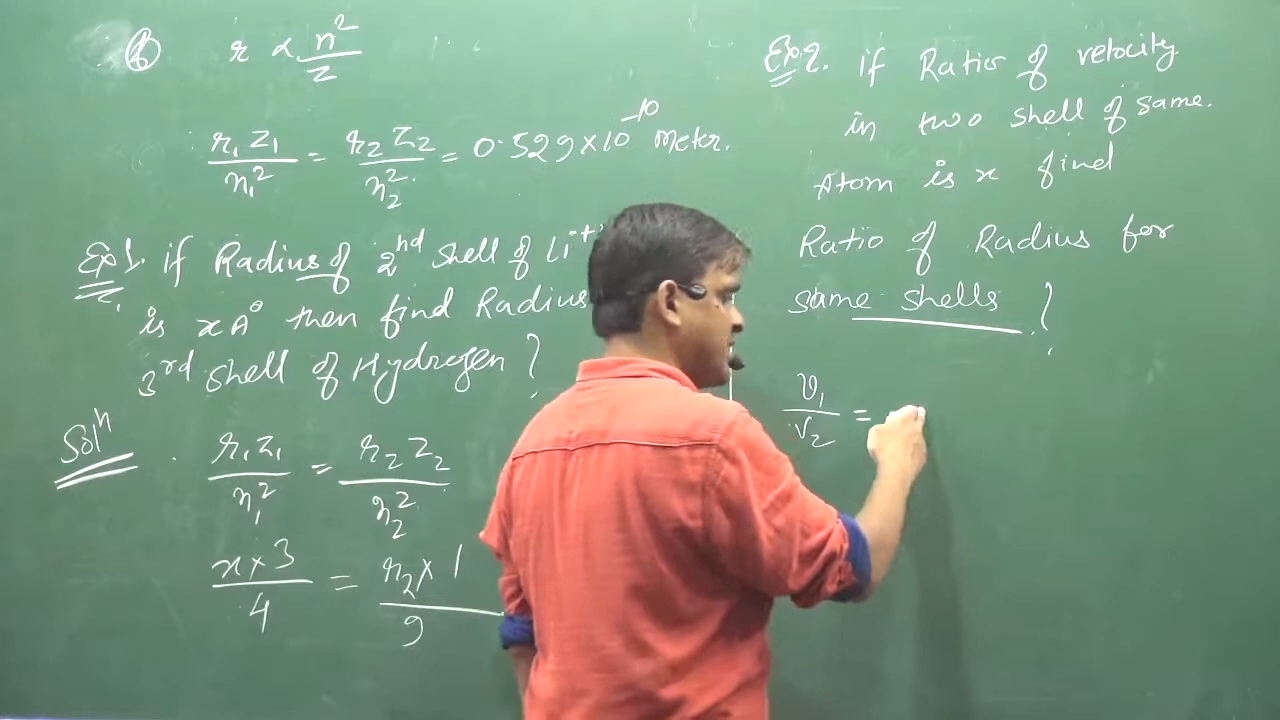 r ∝ n²/z
r₁z₁/n₁² = r₂z₂/n₂² = 0.529×10⁻¹⁰ meter.
Ex1. if Radius of 2nd shell of Li⁺
is x A° then find Radius
3rd shell of Hydrogen ?
Solⁿ r₁z₁/n₁² = r₂z₂/n₂²
x×3/4 = r₂×1/9
Ex2. if Ratio of velocity
in two shell of same.
Atom is x find
Ratio of Radius for
same shells ?
v₁/v₂ =